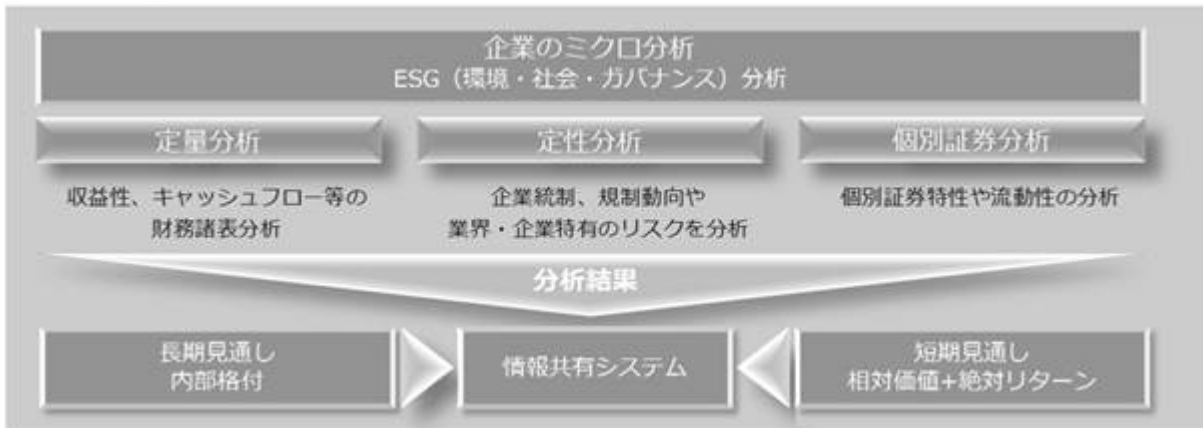 企業のミクロ分析
ESG（環境・社会・ガバナンス）分析
定量分析
定性分析
個別証券分析
収益性、キャッシュフロー等の
財務諸表分析
企業統制、規制動向や
業界・企業特有のリスクを分析
個別証券特性や流動性の分析
分析結果
長期見通し
内部格付
情報共有システム
短期見通し
相対価値+絶対リターン